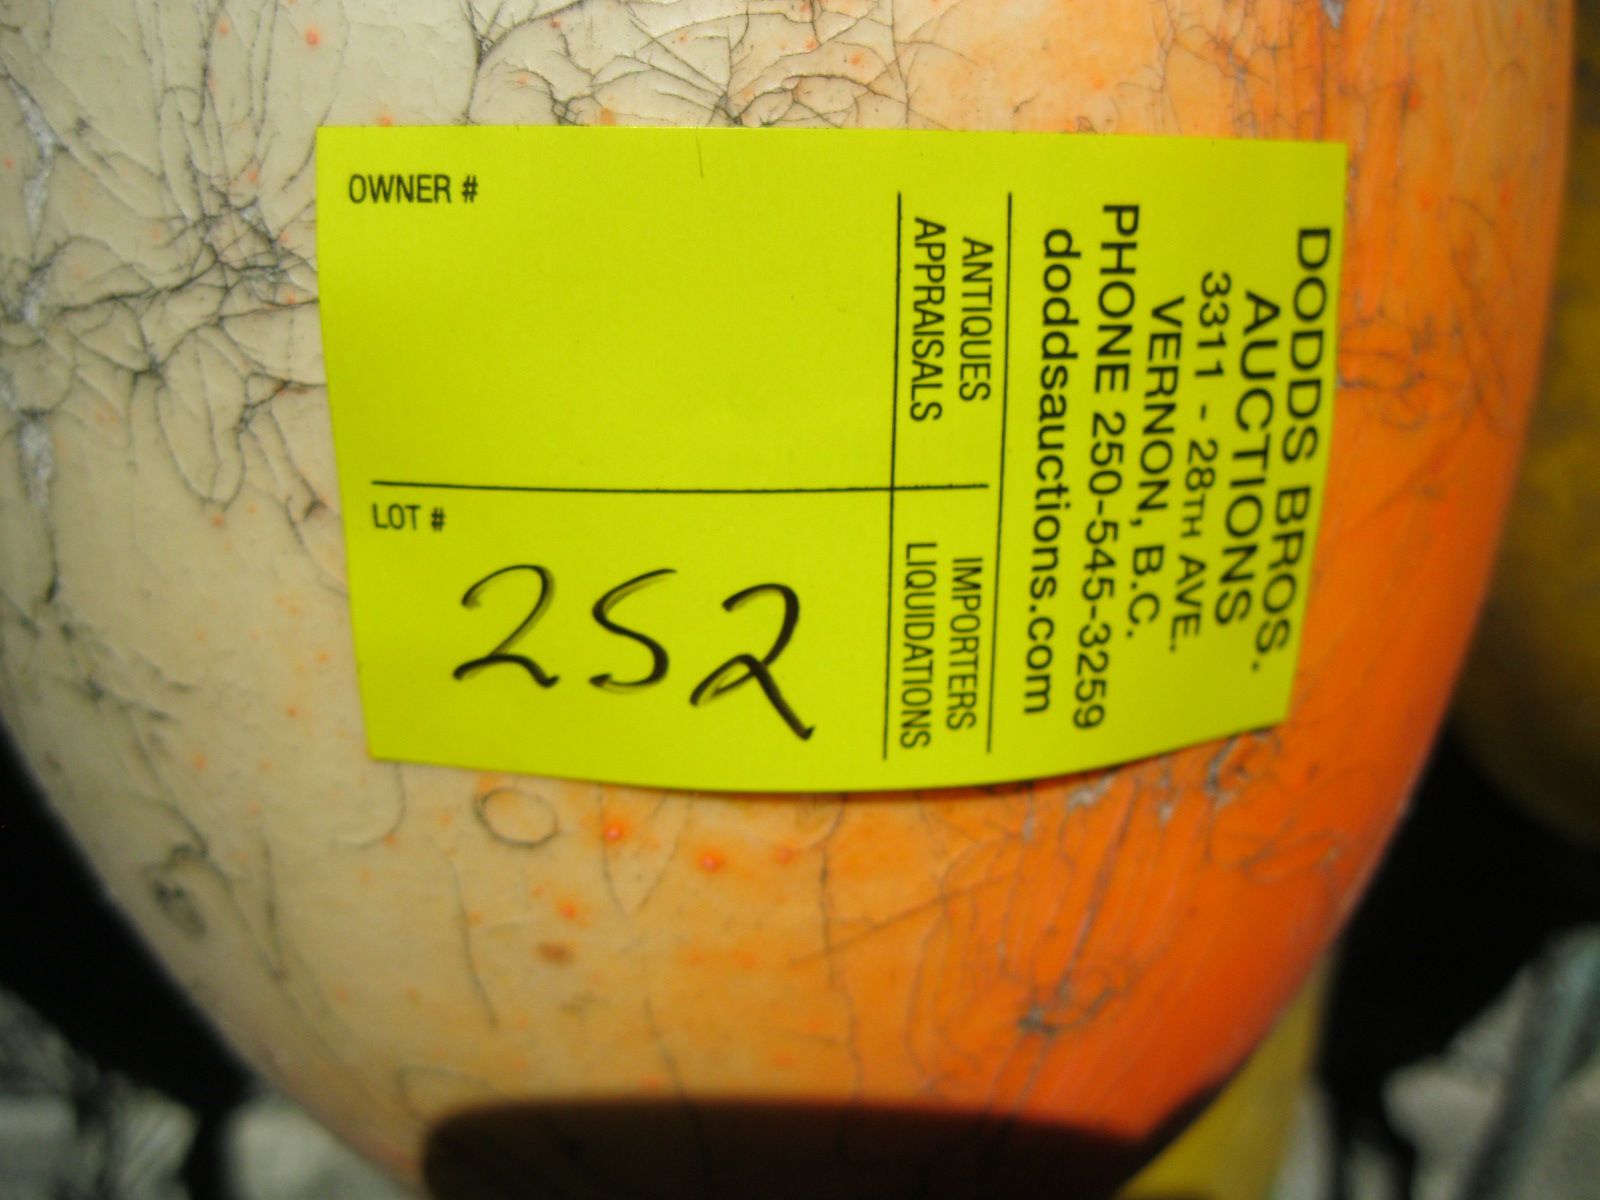 DODDS BROS.
AUCTIONS
3311 - 28TH AVE.
VERNON, B.C.
PHONE 250-545-3259
doddsauctions.com
ANTIQUES IMPORTERS
APPRAISALS LIQUIDATIONS
OWNER #
LOT #
252